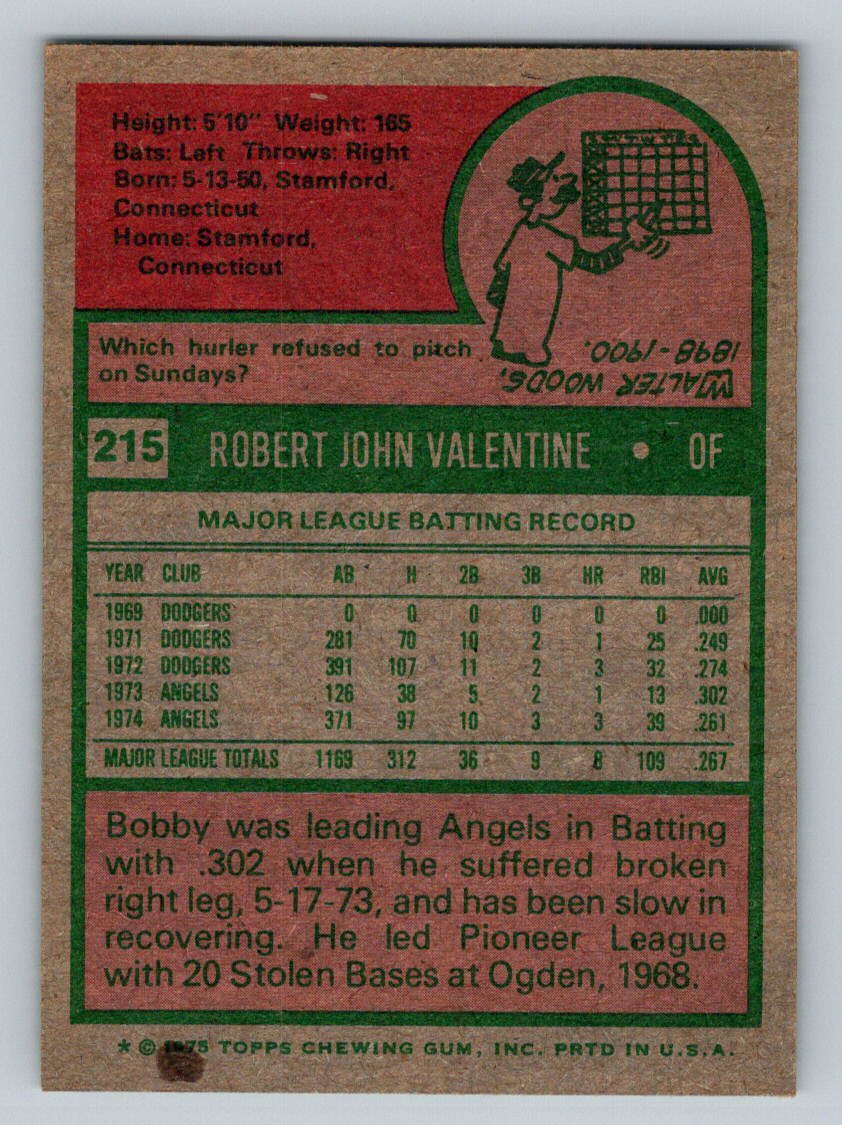 Height: 5'10" Weight: 165
Bats: Left Throws: Right
Born: 5-13-50, Stamford,
Connecticut
Home: Stamford,
Connecticut
Which hurler refused to pitch
on Sundays?
WALTER WOODS,
1898-1900.
215 ROBERT JOHN VALENTINE • OF
MAJOR LEAGUE BATTING RECORD
YEAR CLUB AB H 2B 3B HR RBI AVG
1969 DODGERS 0 0 0 0 0 0 .000
1971 DODGERS 281 70 10 2 1 25 .249
1972 DODGERS 391 107 11 2 3 32 .274
1973 ANGELS 126 38 5 2 1 13 .302
1974 ANGELS 371 97 10 3 3 39 .261
MAJOR LEAGUE TOTALS 1169 312 36 9 8 109 .267
Bobby was leading Angels in Batting
with .302 when he suffered broken
right leg, 5-17-73, and has been slow in
recovering. He led Pioneer League
with 20 Stolen Bases at Ogden, 1968.
* © 1975 TOPPS CHEWING GUM, INC. PRTD IN U.S.A.